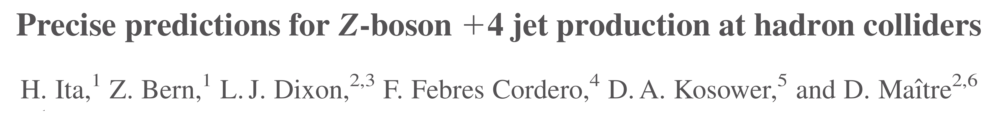 Precise predictions for Z-boson +4 jet production at hadron colliders
H. Ita,¹ Z. Bern,¹ L. J. Dixon,²,³ F. Febres Cordero,⁴ D. A. Kosower,⁵ and D. Maître²,⁶